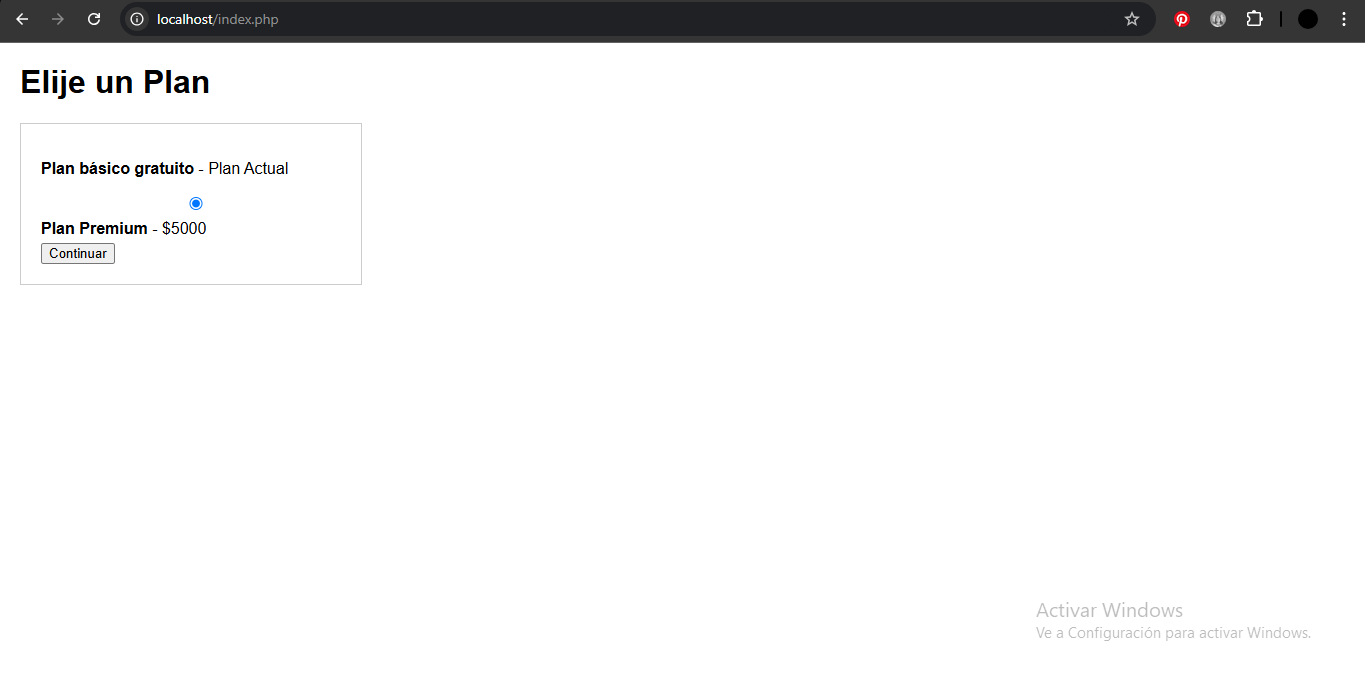 localhost/index.php
Elije un Plan
Plan básico gratuito - Plan Actual
Plan Premium - $5000
Continuar
Activar Windows
Ve a Configuración para activar Windows.